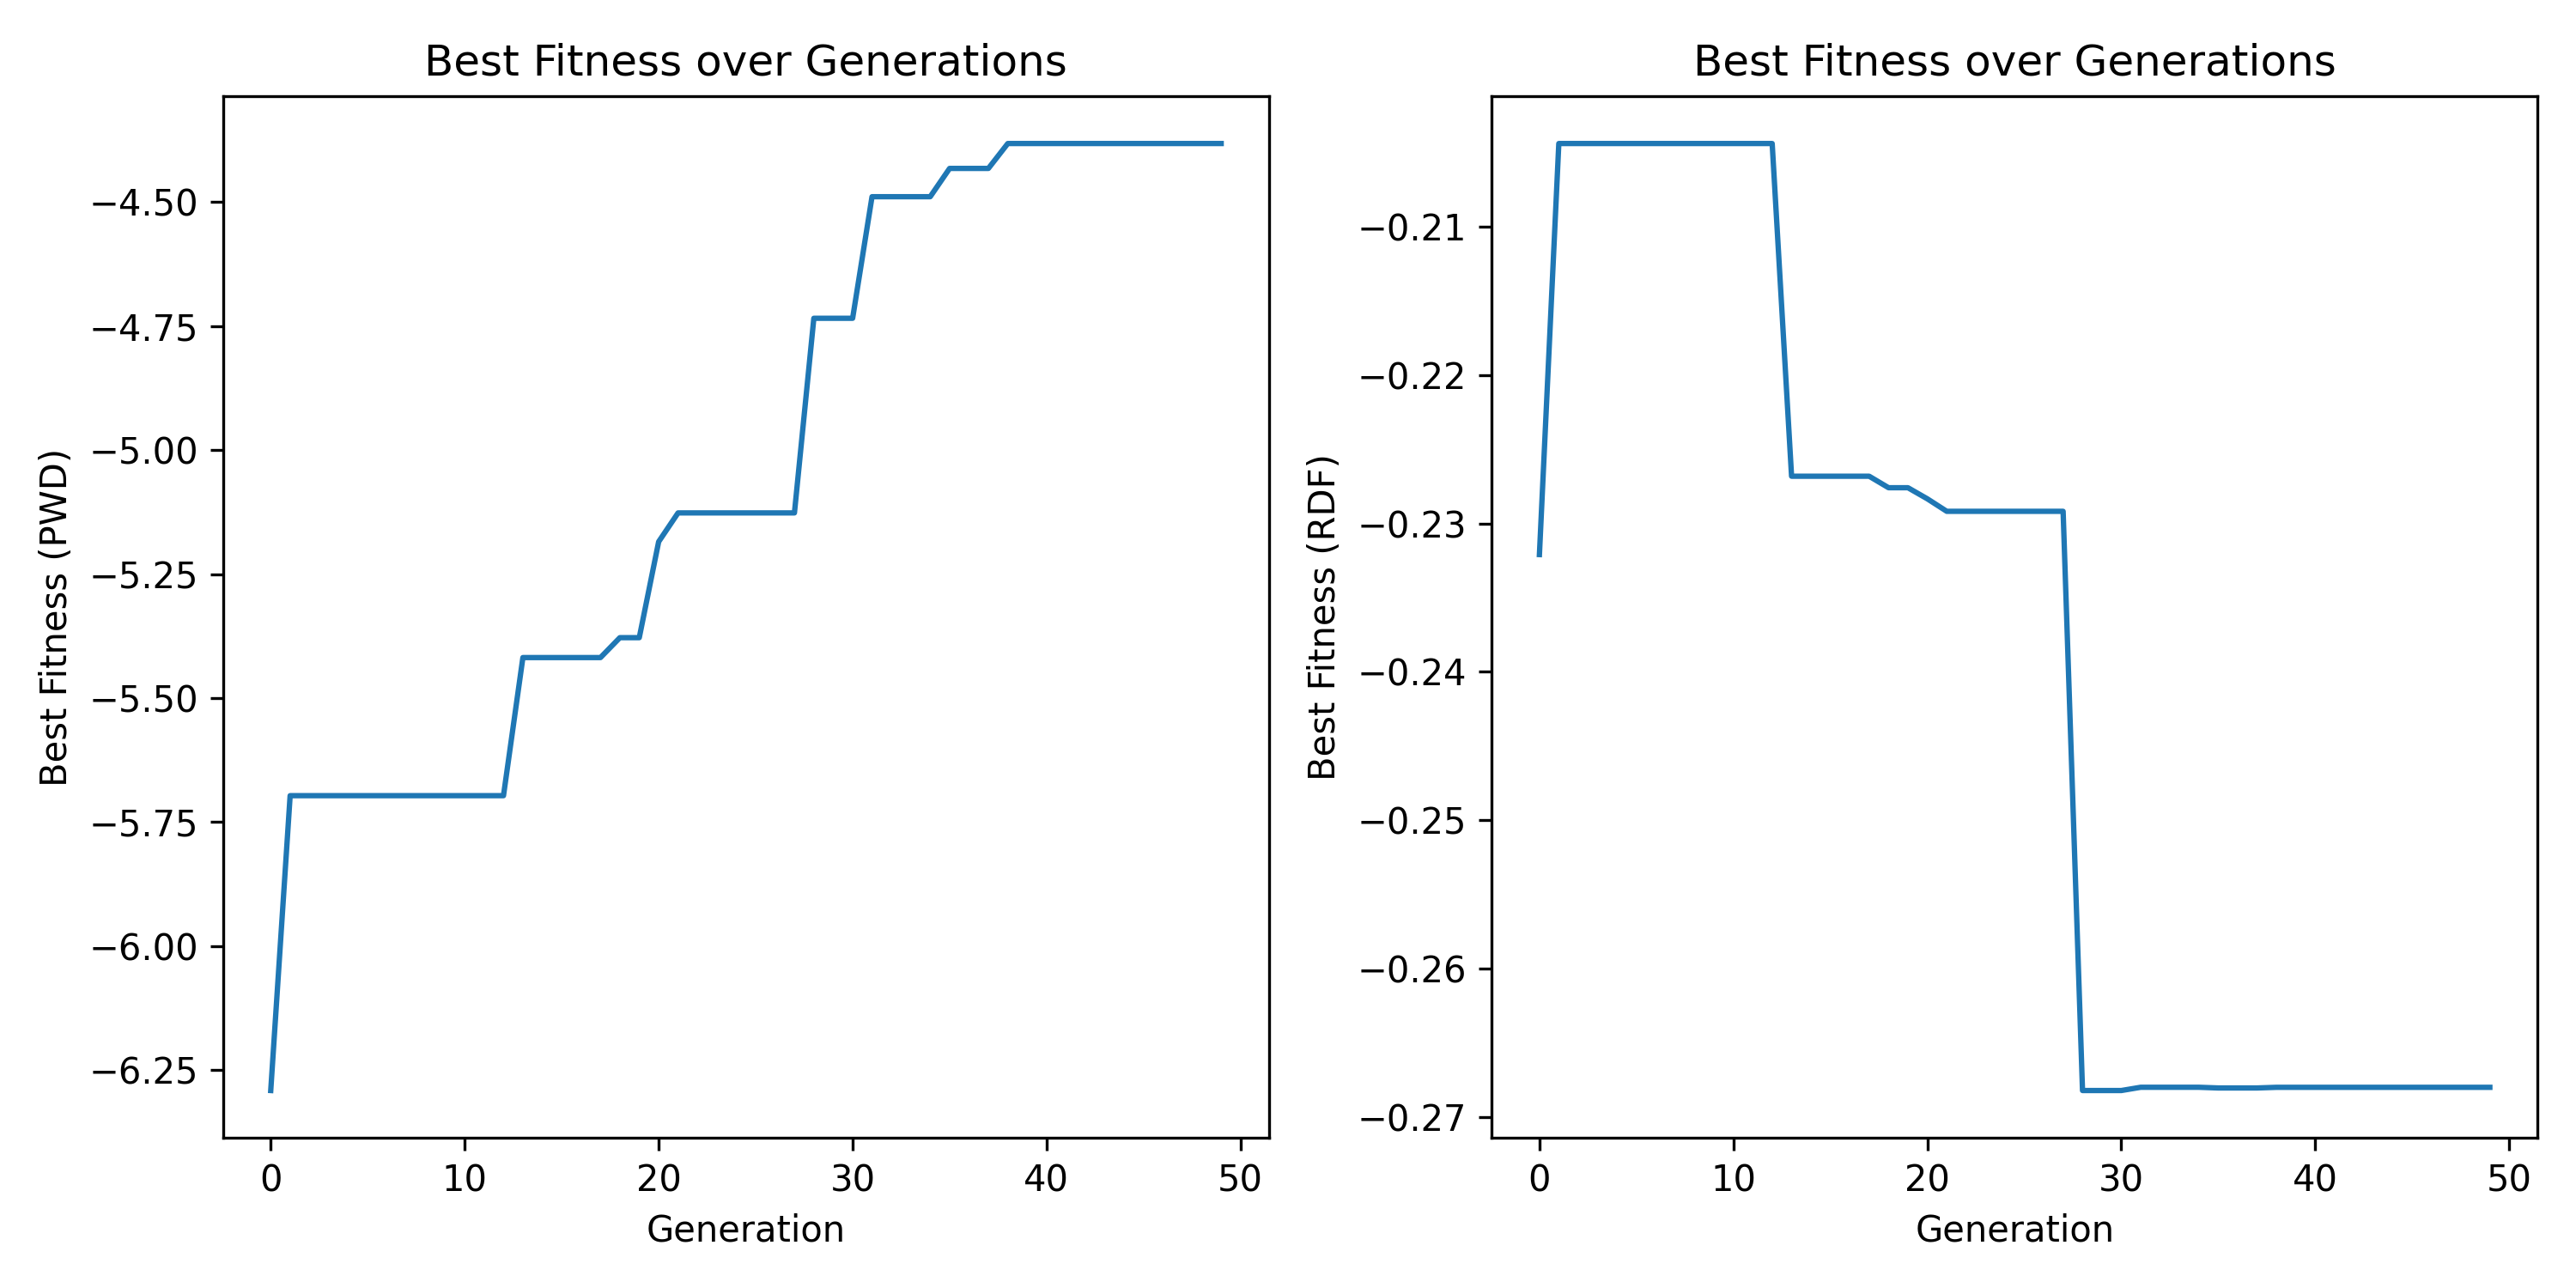 Best Fitness over Generations
Best Fitness (PWD)
−4.50
−4.75
−5.00
−5.25
−5.50
−5.75
−6.00
−6.25
0 10 20 30 40 50
Generation
Best Fitness over Generations
Best Fitness (RDF)
−0.21
−0.22
−0.23
−0.24
−0.25
−0.26
−0.27
0 10 20 30 40 50
Generation